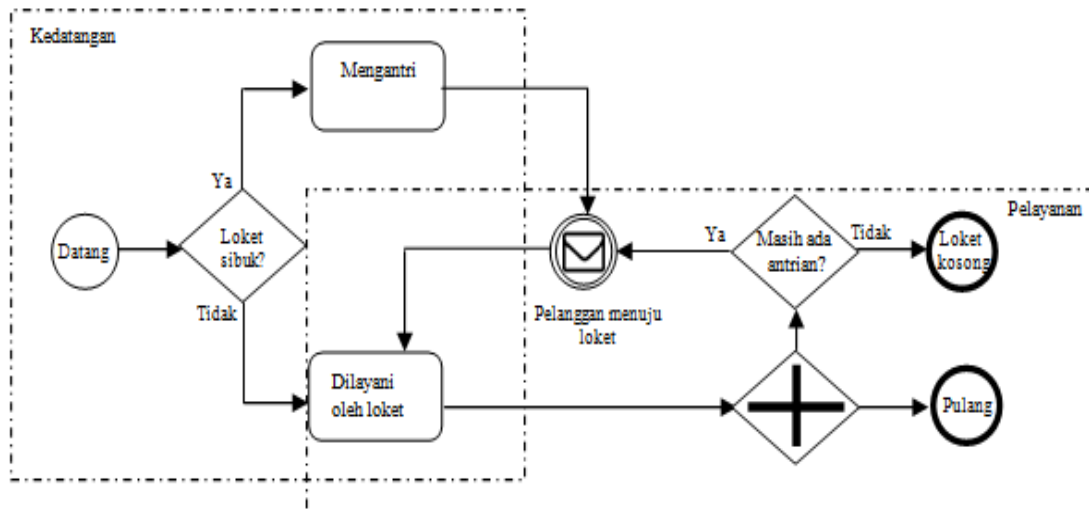 Kedatangan
Mengantri
Ya
Pelayanan
Datang
Loket
sibuk?
Ya
Masih ada
antrian?
Tidak
Loket
kosong
Tidak
Pelanggan menuju
loket
Dilayani
oleh loket
Pulang